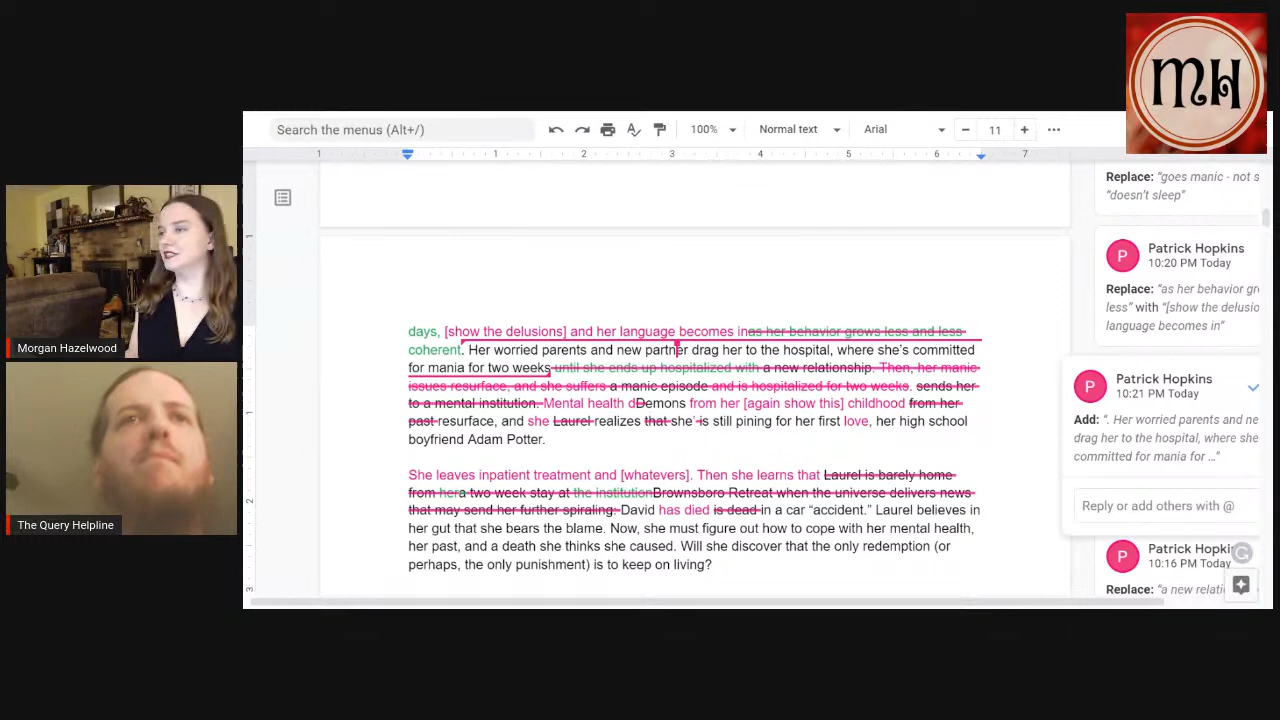 MH
Search the menus (Alt+/)
100%
Normal text
Arial
11
1 1 2 3 4 5 6 7
Replace: "goes manic - not s
"doesn't sleep"
Patrick Hopkins
10:20 PM Today
Replace: "as her behavior gr
less" with "[show the delusio
language becomes in"
Patrick Hopkins
10:21 PM Today
Add: ". Her worried parents and ne
drag her to the hospital, where she
committed for mania for …"
Reply or add others with @
Patrick Hopki
10:16 PM Today
Replace: "a new relati
days, [show the delusions] and her language becomes inas her behavior grows less and less
coherent. Her worried parents and new partner drag her to the hospital, where she's committed
for mania for two weeks until she ends up hospitalized with a new relationship. Then, her manic
issues resurface, and she suffers a manic episode and is hospitalized for two weeks. sends her
to a mental institution. Mental health dDemons from her [again show this] childhood from her
past resurface, and she Laurel realizes that she's is still pining for her first love, her high school
boyfriend Adam Potter.
She leaves inpatient treatment and [whatevers]. Then she learns that Laurel is barely home
from hera two week stay at the institutionBrownsboro Retreat when the universe delivers news
that may send her further spiraling: David has died is dead in a car "accident." Laurel believes in
her gut that she bears the blame. Now, she must figure out how to cope with her mental health,
her past, and a death she thinks she caused. Will she discover that the only redemption (or
perhaps, the only punishment) is to keep on living?
1
1
2
3
P
P
P
Morgan Hazelwood
The Query Helpline